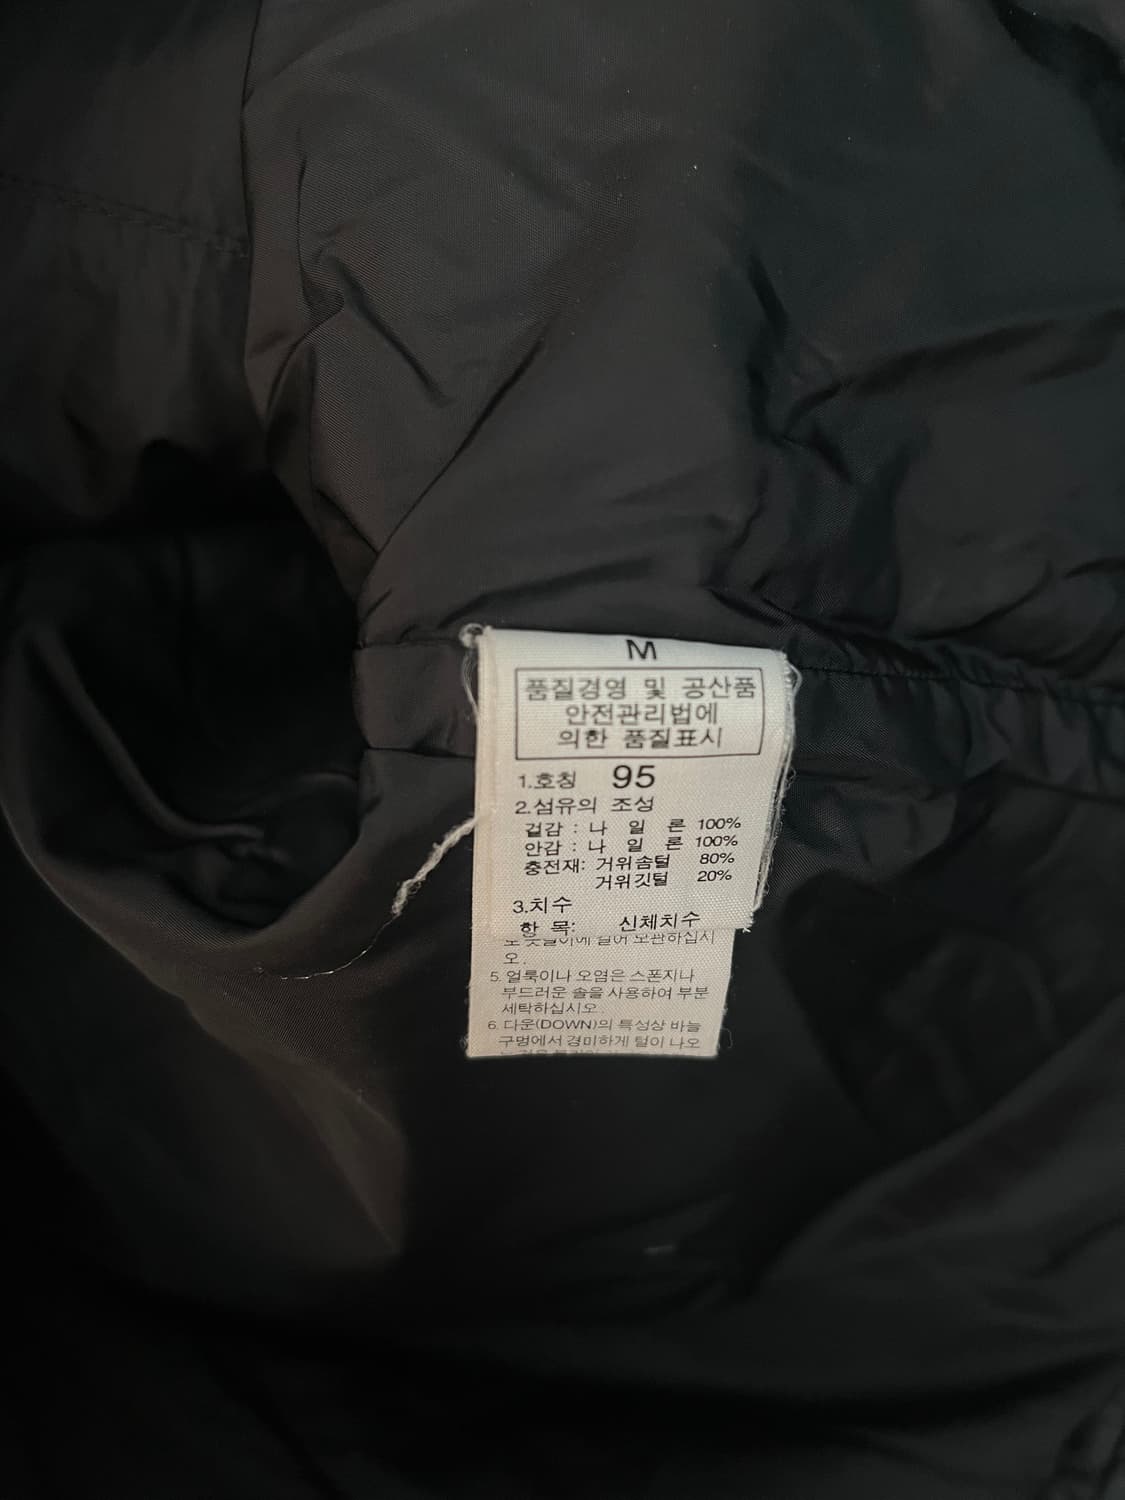 M
품질경영 및 공산품
안전관리법에
의한 품질표시
1.호칭 95
2.섬유의 조성
겉감 : 나 일 론 100%
안감 : 나 일 론 100%
충전재: 거위솜털 80%
거위깃털 20%
3.치수
항 목: 신체치수
보관하십시
오.
5. 얼룩이나 오염은 스폰지나
부드러운 솔을 사용하여 부분
세탁하십시오.
6. 다운(DOWN)의 특성상 바늘
구멍에서 경미하게 털이 나오